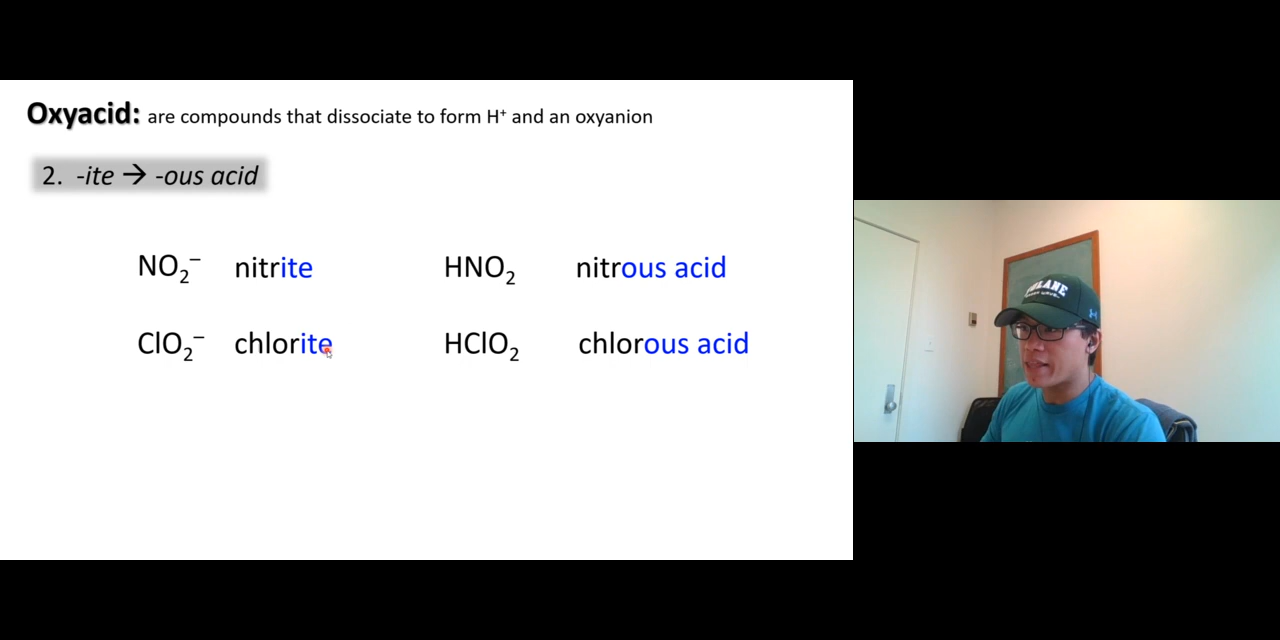 Oxyacid: are compounds that dissociate to form H⁺ and an oxyanion
2. -ite → -ous acid
NO₂⁻ nitrite HNO₂ nitrous acid
ClO₂⁻ chlorite HClO₂ chlorous acid